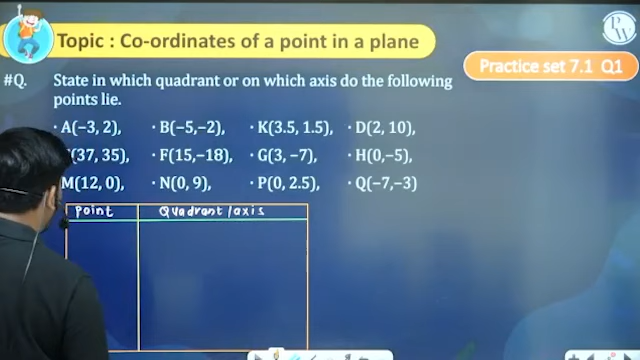 Topic : Co-ordinates of a point in a plane
Practice set 7.1 Q1
#Q. State in which quadrant or on which axis do the following
points lie.
· A(−3, 2), · B(−5,−2), · K(3.5, 1.5), · D(2, 10),
(37, 35), · F(15,−18), · G(3, −7), · H(0,−5),
M(12, 0), · N(0, 9), · P(0, 2.5), · Q(−7,−3)
Point Quadrant/axis